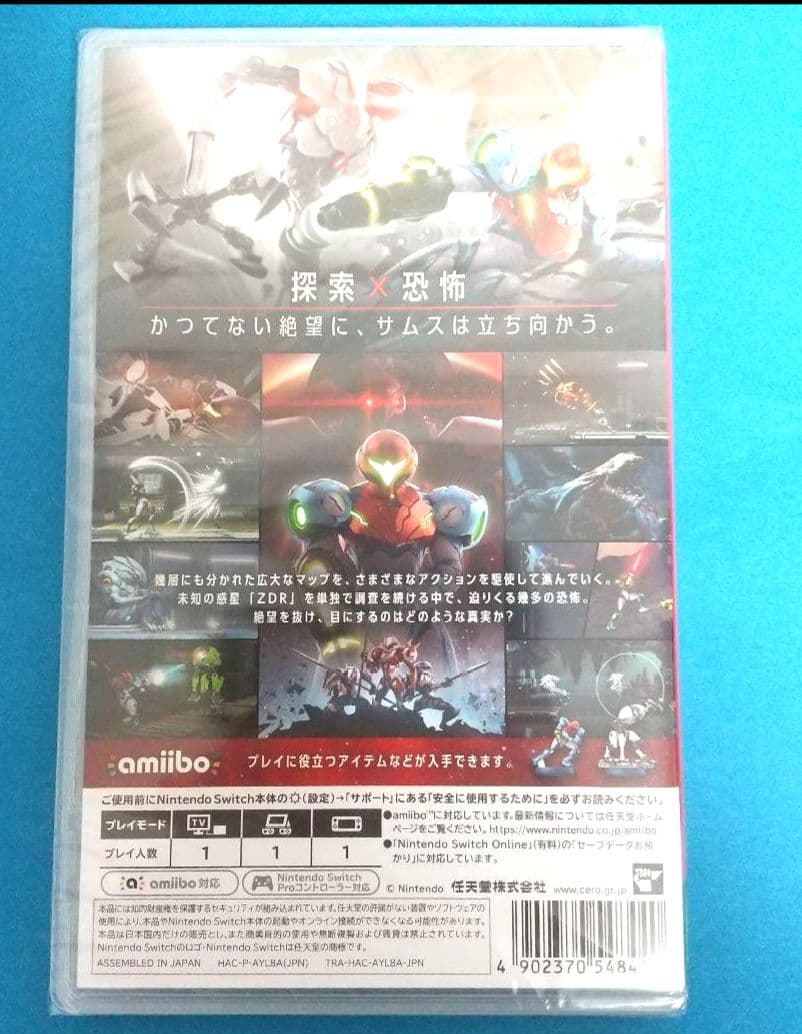 探索×恐怖
かつてない絶望に、サムスは立ち向かう。
幾層にも分かれた広大なマップを、さまざまなアクションを駆使して進んでいく。
未知の惑星「ZDR」を単独で調査を続ける中で、迫りくる幾多の恐怖。
絶望を抜け、目にするのはどのような真実か?
amiibo プレイに役立つアイテムなどが入手できます。
ご使用前にNintendo Switch本体の(設定)→「サポート」にある「安全に使用するために」を必ずお読みください。
プレイモード TV
プレイ人数 1 1 1
●amiibo™に対応しています。最新情報については任天堂ホーム
ページをご覧ください。https://www.nintendo.co.jp/amiibo
●「Nintendo Switch Online」(有料)の「セーブデータお預
かり」に対応しています。
amiibo 対応
Nintendo Switch
Proコントローラー対応
© Nintendo 任天堂株式会社 www.cero.gr.jp
本品には知的財産権を保護するセキュリティが組み込まれています。任天堂の許諾がない装置やソフトウェアの
使用により、本品やNintendo Switch本体の起動やオンライン接続ができなくなる可能性があります。
本品は日本国内だけの販売とし、また商業目的の使用や無断複製および賃貸は禁止されています。
Nintendo Switchのロゴ・Nintendo Switchは任天堂の商標です。
ASSEMBLED IN JAPAN HAC-P-AYL8A(JPN) TRA-HAC-AYL8A-JPN
4 902370 5484